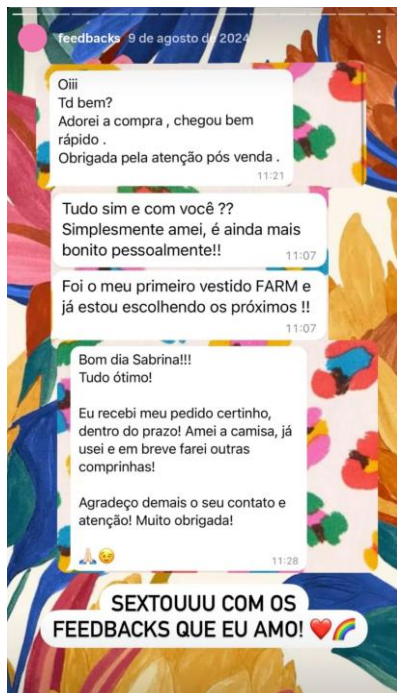 feedbacks 9 de agosto de 2024
Oiii
Td bem?
Adorei a compra , chegou bem
rápido .
Obrigada pela atenção pós venda .
11:21
Tudo sim e com você ??
Simplesmente amei, é ainda mais
bonito pessoalmente!!
11:07
Foi o meu primeiro vestido FARM e
já estou escolhendo os próximos !!
11:07
Bom dia Sabrina!!!
Tudo ótimo!
Eu recebi meu pedido certinho,
dentro do prazo! Amei a camisa, já
usei e em breve farei outras
comprinhas!
Agradeço demais o seu contato e
atenção! Muito obrigada!
🙏🏻😉
11:28
SEXTOUUU COM OS
FEEDBACKS QUE EU AMO! ❤️🌈